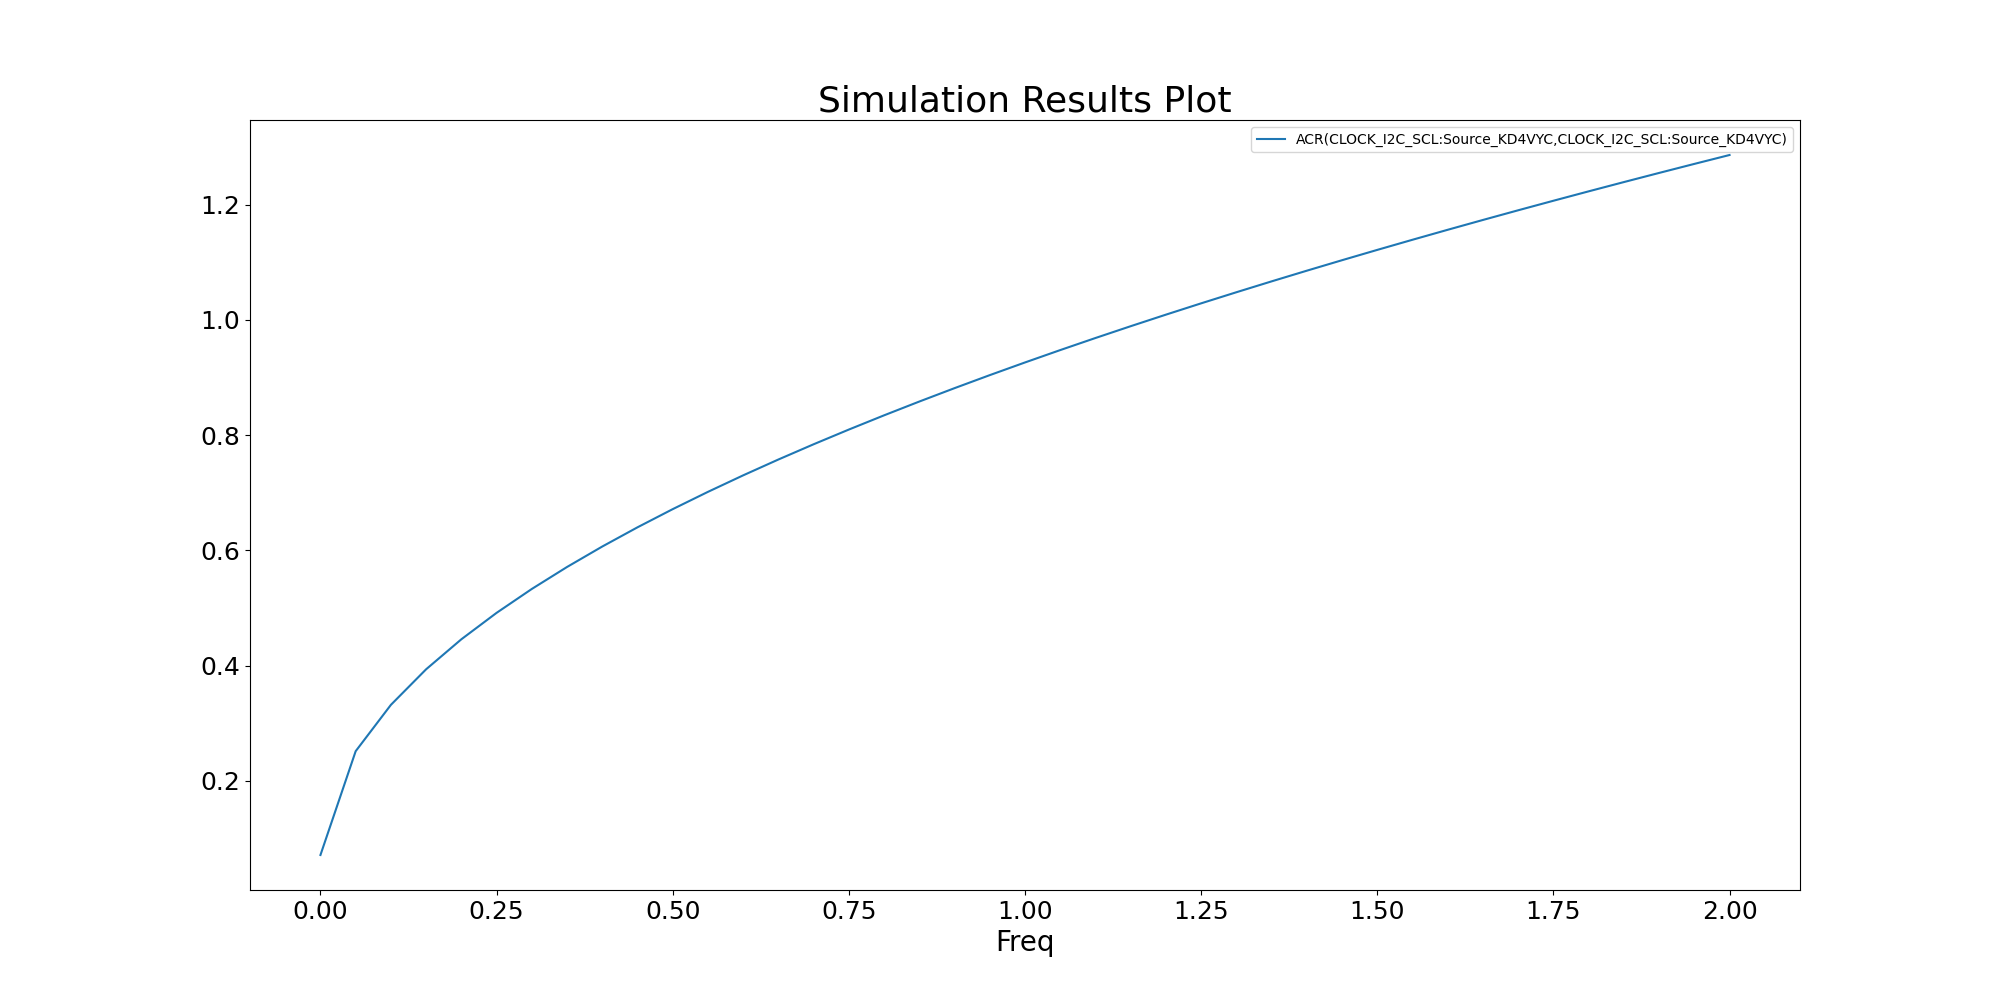 Simulation Results Plot
ACR(CLOCK_I2C_SCL:Source_KD4VYC,CLOCK_I2C_SCL:Source_KD4VYC)
1.2
1.0
0.8
0.6
0.4
0.2
0.00 0.25 0.50 0.75 1.00 1.25 1.50 1.75 2.00
Freq